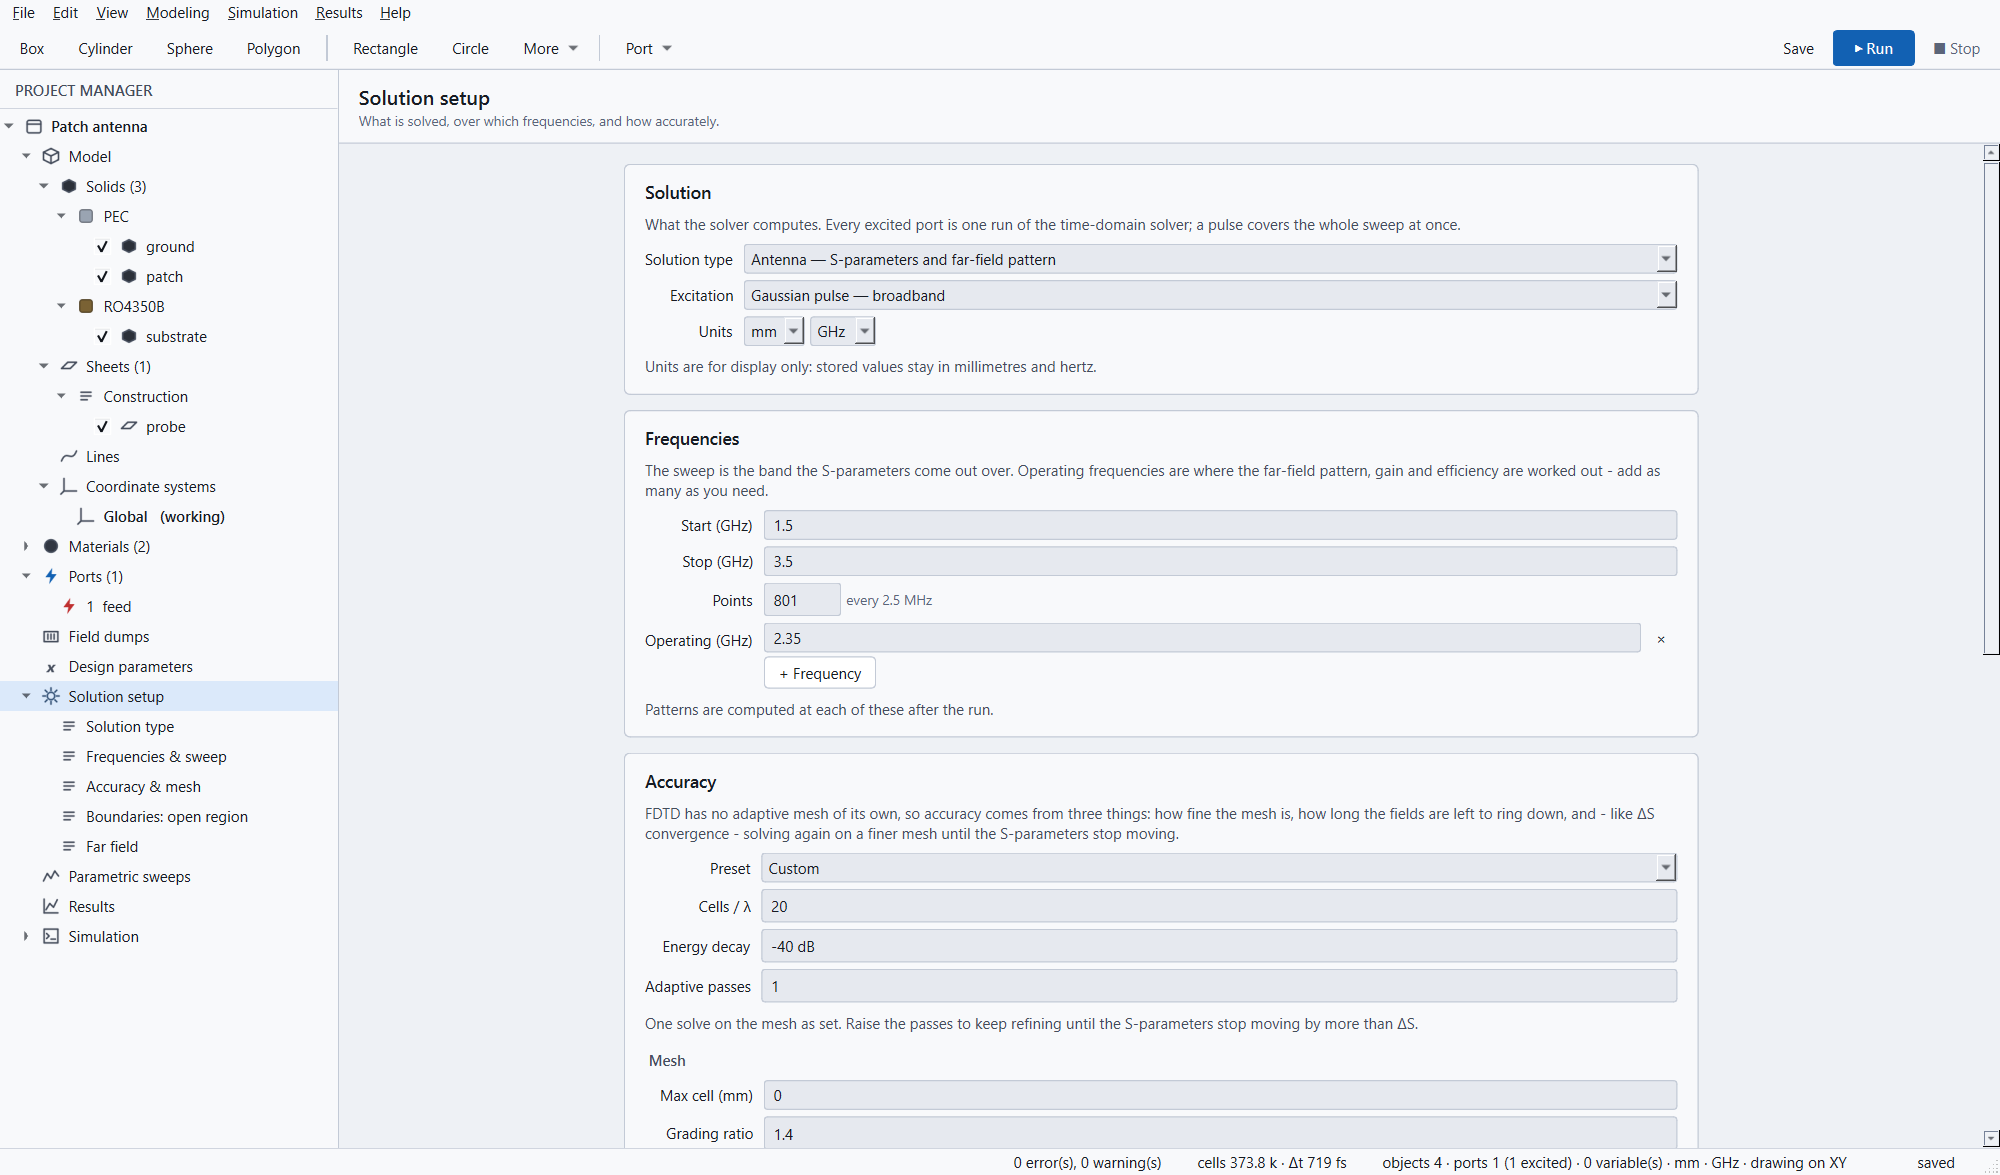 File Edit View Modeling Simulation Results Help
Box Cylinder Sphere Polygon Rectangle Circle More Port Save Run Stop
PROJECT MANAGER
Patch antenna
Model
Solids (3)
PEC
ground
patch
RO4350B
substrate
Sheets (1)
Construction
probe
Lines
Coordinate systems
Global (working)
Materials (2)
Ports (1)
1 feed
Field dumps
x Design parameters
Solution setup
Solution type
Frequencies & sweep
Accuracy & mesh
Boundaries: open region
Far field
Parametric sweeps
Results
Simulation
Solution setup
What is solved, over which frequencies, and how accurately.
Solution
What the solver computes. Every excited port is one run of the time-domain solver; a pulse covers the whole sweep at once.
Solution type Antenna — S-parameters and far-field pattern
Excitation Gaussian pulse — broadband
Units mm GHz
Units are for display only: stored values stay in millimetres and hertz.
Frequencies
The sweep is the band the S-parameters come out over. Operating frequencies are where the far-field pattern, gain and efficiency are worked out - add as
many as you need.
Start (GHz) 1.5
Stop (GHz) 3.5
Points 801 every 2.5 MHz
Operating (GHz) 2.35 ×
+ Frequency
Patterns are computed at each of these after the run.
Accuracy
FDTD has no adaptive mesh of its own, so accuracy comes from three things: how fine the mesh is, how long the fields are left to ring down, and - like ΔS
convergence - solving again on a finer mesh until the S-parameters stop moving.
Preset Custom
Cells / λ 20
Energy decay -40 dB
Adaptive passes 1
One solve on the mesh as set. Raise the passes to keep refining until the S-parameters stop moving by more than ΔS.
Mesh
Max cell (mm) 0
Grading ratio 1.4
0 error(s), 0 warning(s) cells 373.8 k · Δt 719 fs objects 4 · ports 1 (1 excited) · 0 variable(s) · mm · GHz · drawing on XY saved